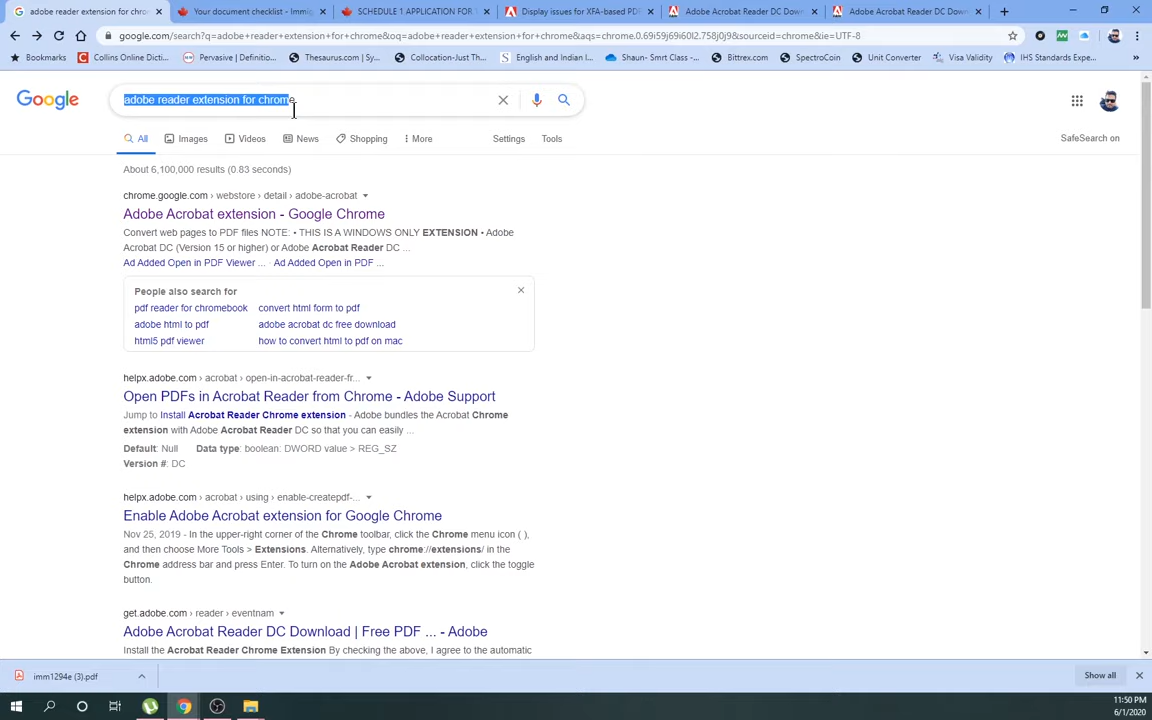 adobe reader extension for chrom
Your document checklist - Immig
SCHEDULE 1 APPLICATION FOR
Display issues for XFA-based PDF
Adobe Acrobat Reader DC Down
Adobe Acrobat Reader DC Down
google.com/search?q=adobe+reader+extension+for+chrome&oq=adobe+reader+extension+for+chrome&aqs=chrome.0.69i59j69i60l2.758j0j9&sourceid=chrome&ie=UTF-8
Bookmarks
Collins Online Dicti...
Pervasive | Definitio...
Thesaurus.com | Sy...
Collocation-Just Th...
English and Indian I...
Shaun- Smrt Class -...
Bittrex.com
SpectroCoin
Unit Converter
Visa Validity
IHS Standards Expe...
Google
adobe reader extension for chrome
All
Images
Videos
News
Shopping
More
Settings
Tools
SafeSearch on
About 6,100,000 results (0.83 seconds)
chrome.google.com › webstore › detail › adobe-acrobat
Adobe Acrobat extension - Google Chrome
Convert web pages to PDF files NOTE: • THIS IS A WINDOWS ONLY EXTENSION • Adobe
Acrobat DC (Version 15 or higher) or Adobe Acrobat Reader DC ...
Ad Added Open in PDF Viewer ... · Ad Added Open in PDF ...
People also search for
pdf reader for chromebook
convert html form to pdf
adobe html to pdf
adobe acrobat dc free download
html5 pdf viewer
how to convert html to pdf on mac
helpx.adobe.com › acrobat › open-in-acrobat-reader-fr...
Open PDFs in Acrobat Reader from Chrome - Adobe Support
Jump to Install Acrobat Reader Chrome extension - Adobe bundles the Acrobat Chrome
extension with Adobe Acrobat Reader DC so that you can easily ...
Default: Null Data type: boolean: DWORD value > REG_SZ
Version #: DC
helpx.adobe.com › acrobat › using › enable-createpdf-...
Enable Adobe Acrobat extension for Google Chrome
Nov 25, 2019 - In the upper-right corner of the Chrome toolbar, click the Chrome menu icon ( ),
and then choose More Tools > Extensions. Alternatively, type chrome://extensions/ in the
Chrome address bar and press Enter. To turn on the Adobe Acrobat extension, click the toggle
button.
get.adobe.com › reader › eventnam
Adobe Acrobat Reader DC Download | Free PDF ... - Adobe
Install the Acrobat Reader Chrome Extension By checking the above, I agree to the automatic
imm1294e (3).pdf
Show all
11:50 PM
6/1/2020